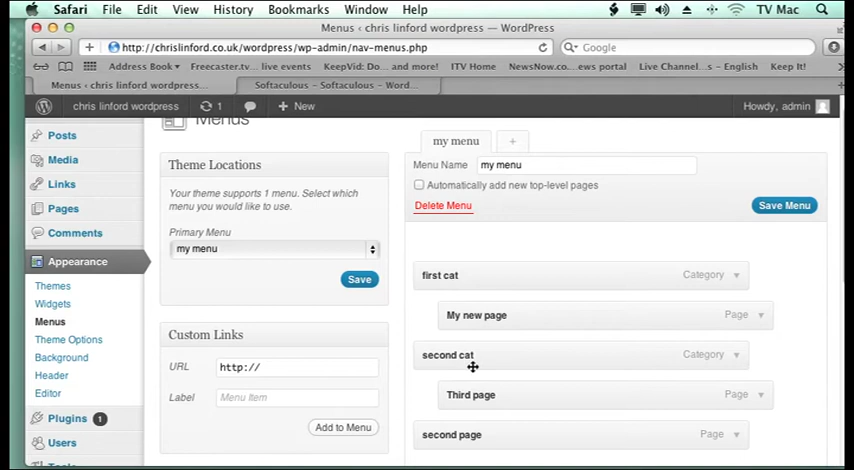 Safari File Edit View History Bookmarks Window Help TV Mac
Menus ‹ chris linford wordpress — WordPress
http://chrislinford.co.uk/wordpress/wp-admin/nav-menus.php
Google
Address Book Freecaster.tv KeepVid: Do... and more! ITV Home NewsNow.co...ews portal Live Channel...s - English Keep It!
Menus ‹ chris linford wordpress...
Softaculous - Softaculous - Word...
chris linford wordpress 1 + New Howdy, admin
Menus
Posts
Media
Links
Pages
Comments
Appearance
Themes
Widgets
Menus
Theme Options
Background
Header
Editor
Plugins 1
Users
Tools
Theme Locations
Your theme supports 1 menu. Select which
menu you would like to use.
Primary Menu
my menu
Save
Custom Links
URL http://
Label Menu Item
Add to Menu
my menu +
Menu Name my menu
Automatically add new top-level pages
Delete Menu Save Menu
first cat Category
My new page Page
second cat Category
Third page Page
second page Page